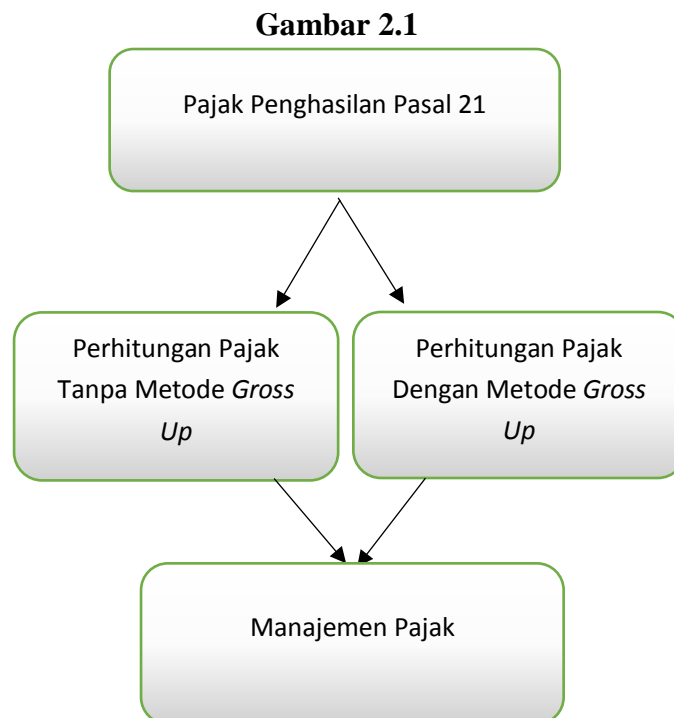 Gambar 2.1
Pajak Penghasilan Pasal 21
Perhitungan Pajak
Tanpa Metode Gross
Up
Perhitungan Pajak
Dengan Metode Gross
Up
Manajemen Pajak